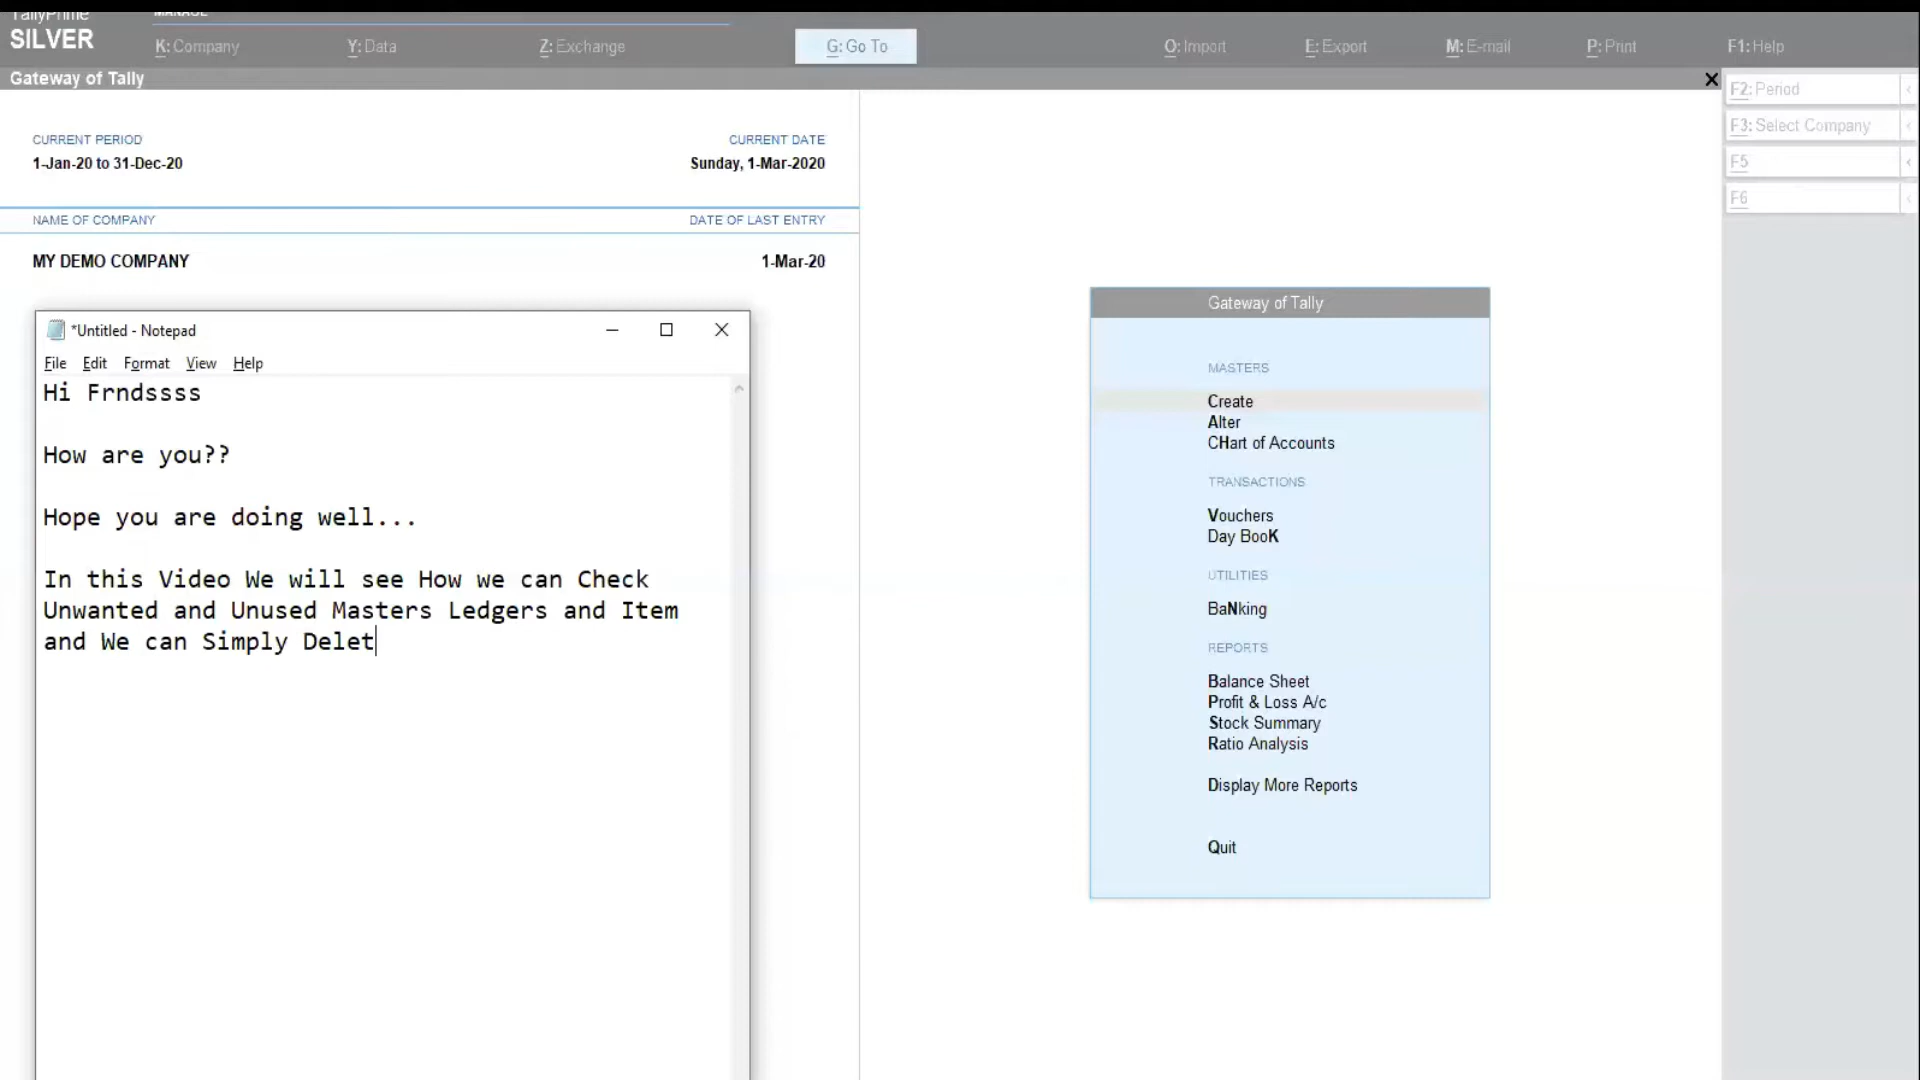 TallyPrime
MANAGE
SILVER
K: Company
Y: Data
Z: Exchange
G: Go To
O: Import
E: Export
M: E-mail
P: Print
F1: Help
Gateway of Tally
F2: Period
F3: Select Company
F5
F6
CURRENT PERIOD
CURRENT DATE
1-Jan-20 to 31-Dec-20
Sunday, 1-Mar-2020
NAME OF COMPANY
DATE OF LAST ENTRY
MY DEMO COMPANY
1-Mar-20
*Untitled - Notepad
File Edit Format View Help
Hi Frndssss
How are you??
Hope you are doing well...
In this Video We will see How we can Check
Unwanted and Unused Masters Ledgers and Item
and We can Simply Delet
Gateway of Tally
MASTERS
Create
Alter
CHart of Accounts
TRANSACTIONS
Vouchers
Day BooK
UTILITIES
BaNking
REPORTS
Balance Sheet
Profit & Loss A/c
Stock Summary
Ratio Analysis
Display More Reports
Quit